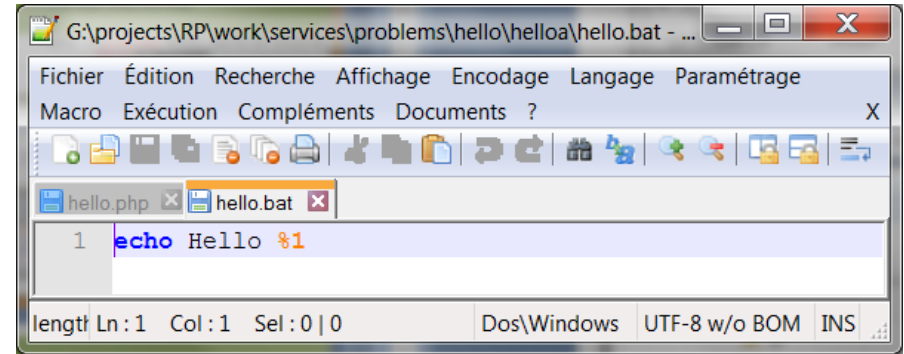 G:\projects\RP\work\services\problems\hello\helloa\hello.bat - ...
Fichier Édition Recherche Affichage Encodage Langage Paramétrage
Macro Exécution Compléments Documents ? X
hello.php hello.bat
1 echo Hello %1
length Ln : 1 Col : 1 Sel : 0 | 0 Dos\Windows UTF-8 w/o BOM INS